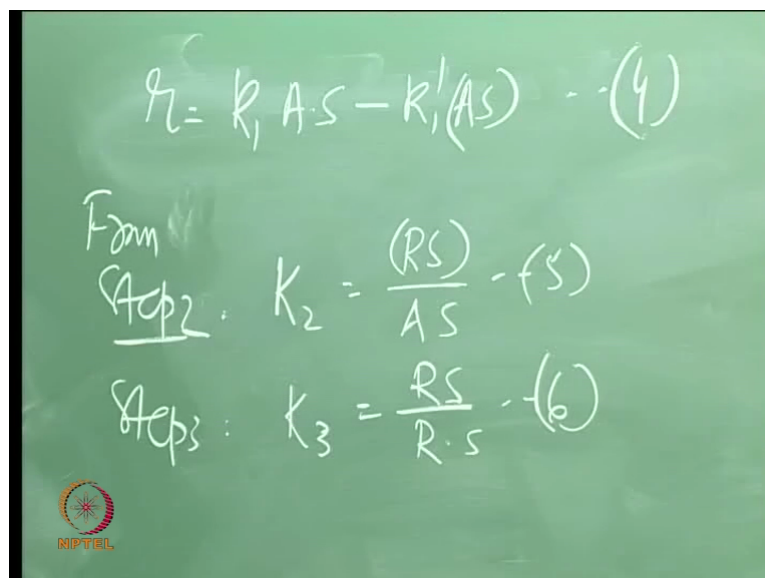 r = k₁ A·S – k₁'(AS) --(4)
From
Step2 . K₂ = (RS) / AS -(5)
Step3 : K₃ = RS / R·S --(6)
NPTEL